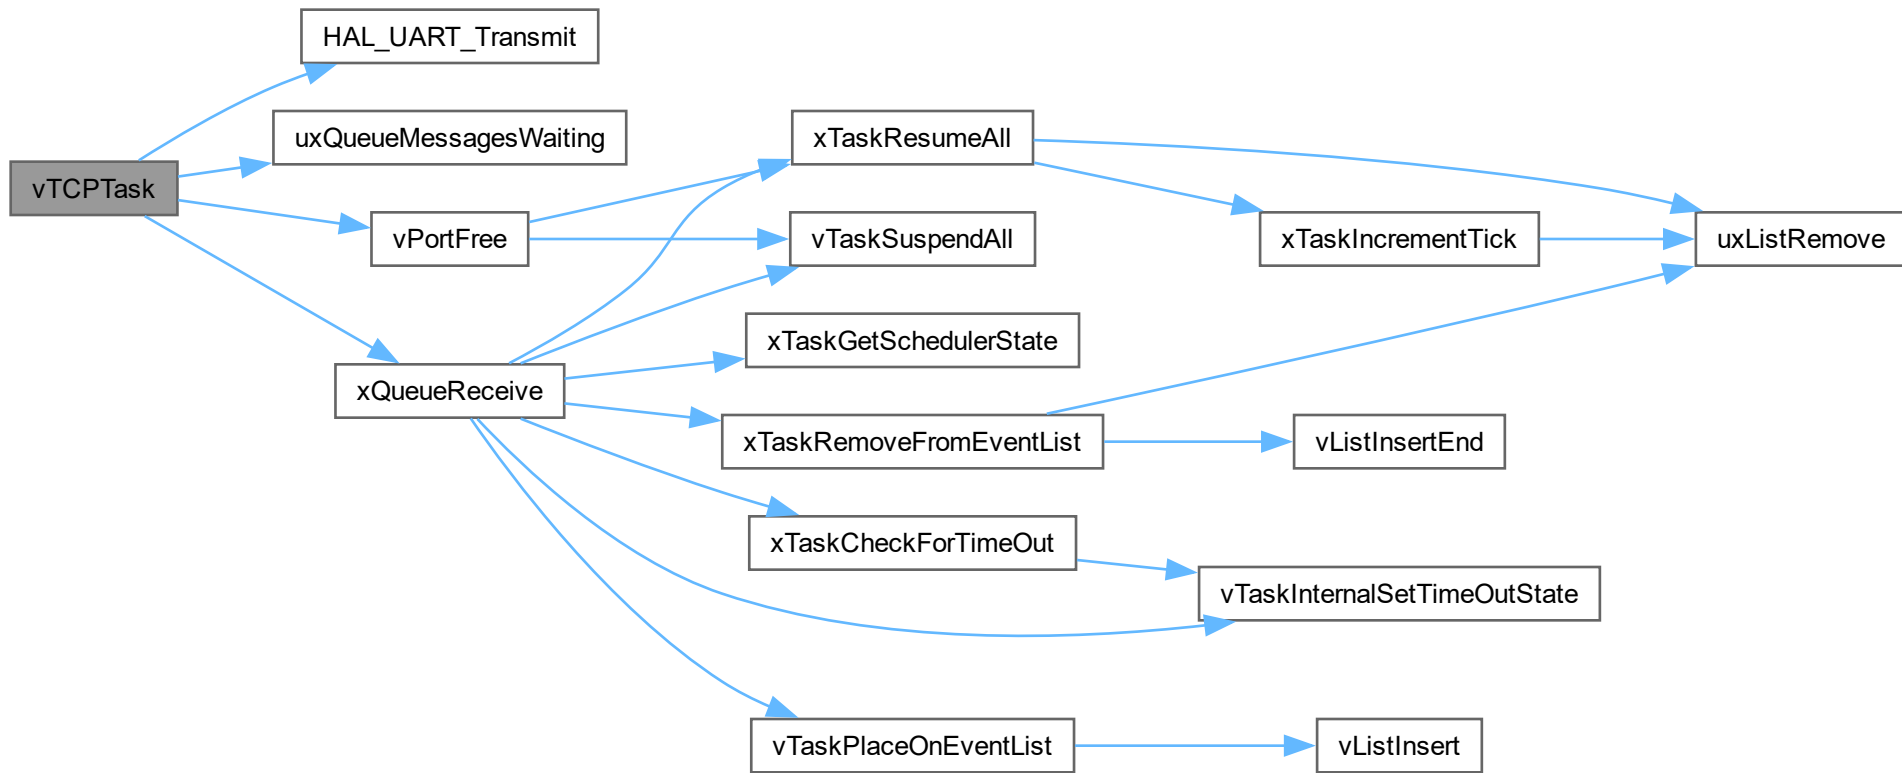 HAL_UART_Transmit
uxQueueMessagesWaiting
xTaskResumeAll
vTCPTask
vPortFree
vTaskSuspendAll
xTaskIncrementTick
uxListRemove
xTaskGetSchedulerState
xQueueReceive
xTaskRemoveFromEventList
vListInsertEnd
xTaskCheckForTimeOut
vTaskInternalSetTimeOutState
vTaskPlaceOnEventList
vListInsert